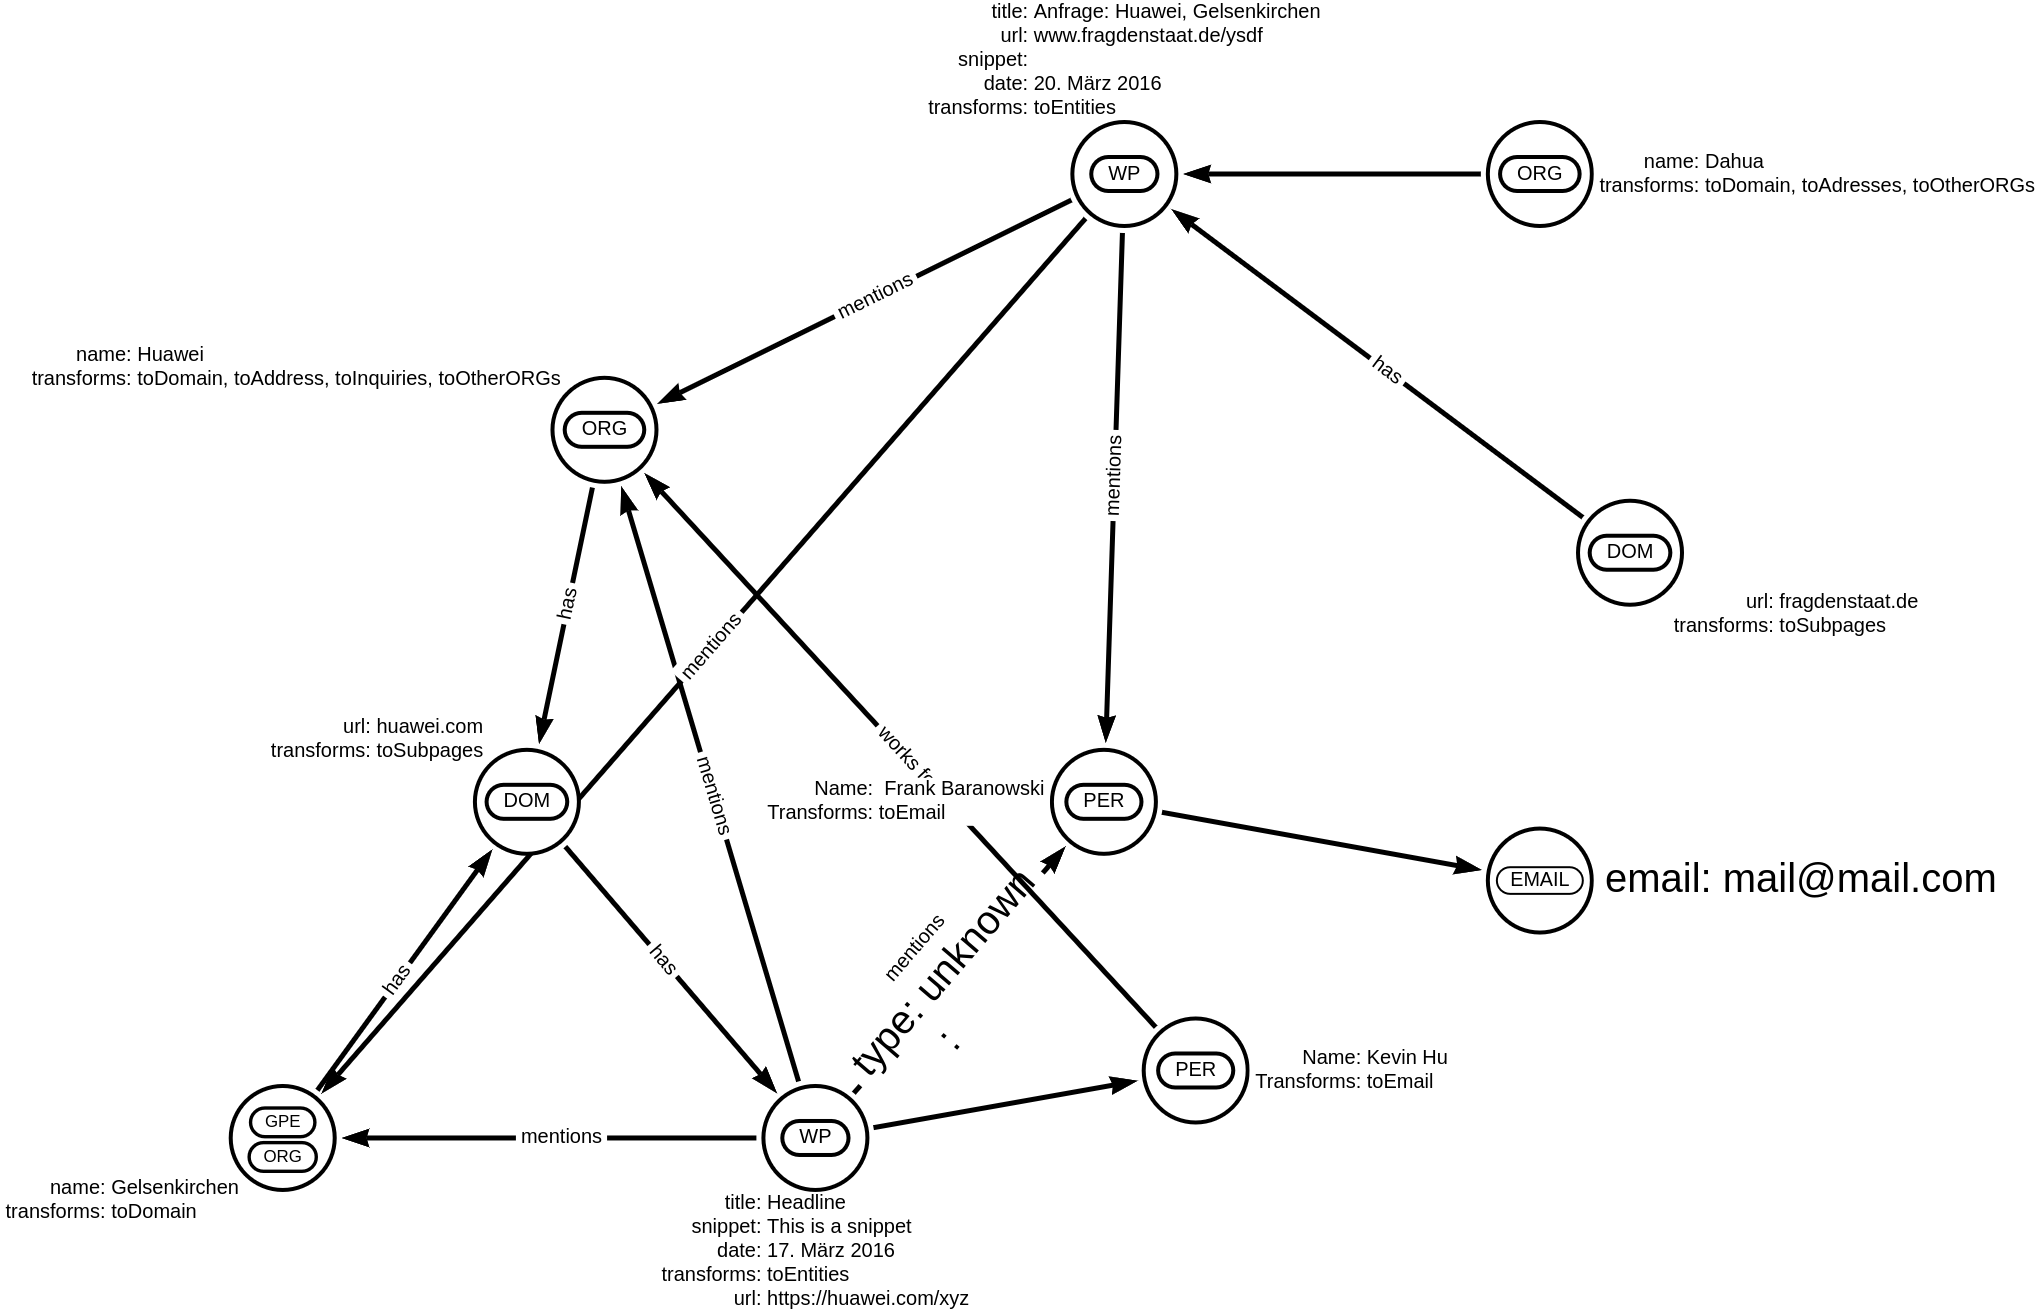 title: Anfrage: Huawei, Gelsenkirchen
url: www.fragdenstaat.de/ysdf
snippet:
date: 20. März 2016
transforms: toEntities
WP
ORG
name: Dahua
transforms: toDomain, toAdresses, toOtherORGs
mentions
has
name: Huawei
transforms: toDomain, toAddress, toInquiries, toOtherORGs
ORG
mentions
DOM
url: fragdenstaat.de
transforms: toSubpages
has
mentions
url: huawei.com
transforms: toSubpages
DOM
mentions
works
Name: Frank Baranowski
Transforms: toEmail
PER
EMAIL
email: mail@mail.com
has
has
mentions
type: unknown
:
PER
Name: Kevin Hu
Transforms: toEmail
GPE
ORG
name: Gelsenkirchen
transforms: toDomain
mentions
WP
title: Headline
snippet: This is a snippet
date: 17. März 2016
transforms: toEntities
url: https://huawei.com/xyz